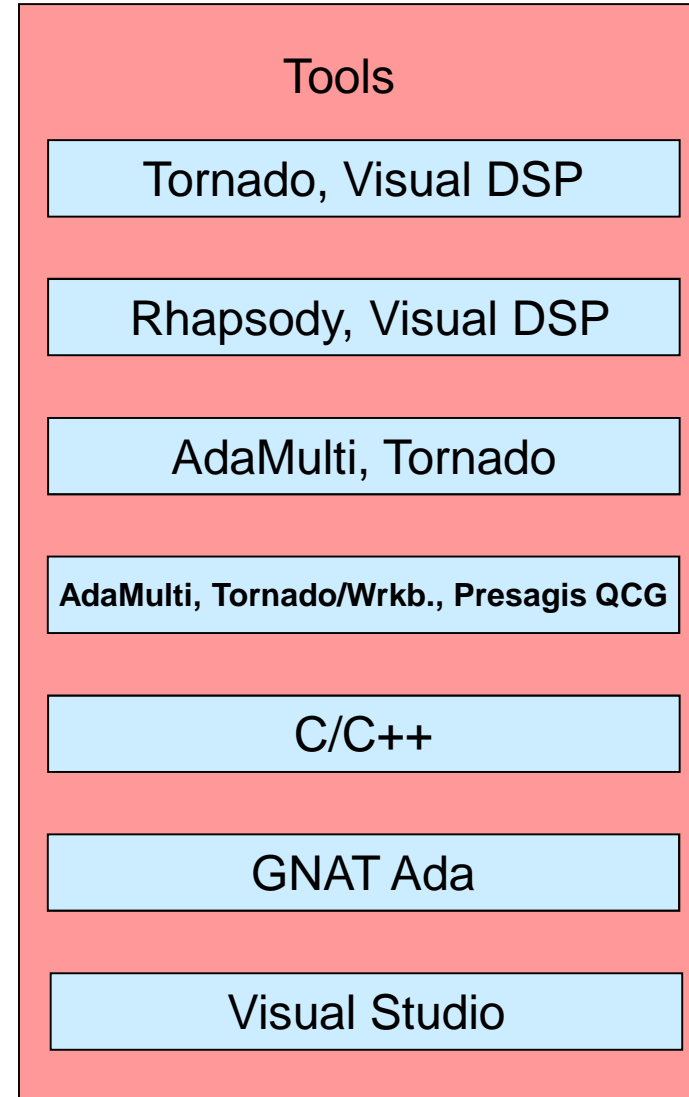 Tools
Tornado, Visual DSP
Rhapsody, Visual DSP
AdaMulti, Tornado
AdaMulti, Tornado/Wrkb., Presagis QCG
C/C++
GNAT Ada
Visual Studio